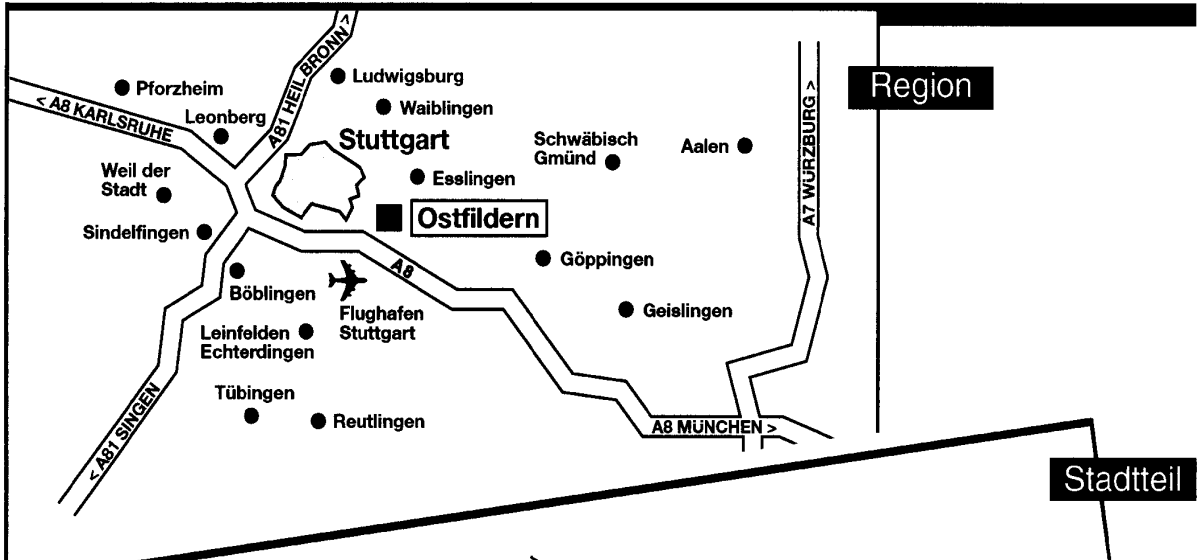 Region
< A8 KARLSRUHE
A81 HEILBRONN >
Pforzheim
Ludwigsburg
Leonberg
Waiblingen
Stuttgart
Schwäbisch
Gmünd
Aalen
A7 WÜRZBURG >
Weil der
Stadt
Esslingen
Ostfildern
Sindelfingen
A8
Göppingen
Böblingen
Flughafen
Stuttgart
Geislingen
Leinfelden
Echterdingen
Tübingen
Reutlingen
< A81 SINGEN
A8 MÜNCHEN >
Stadtteil